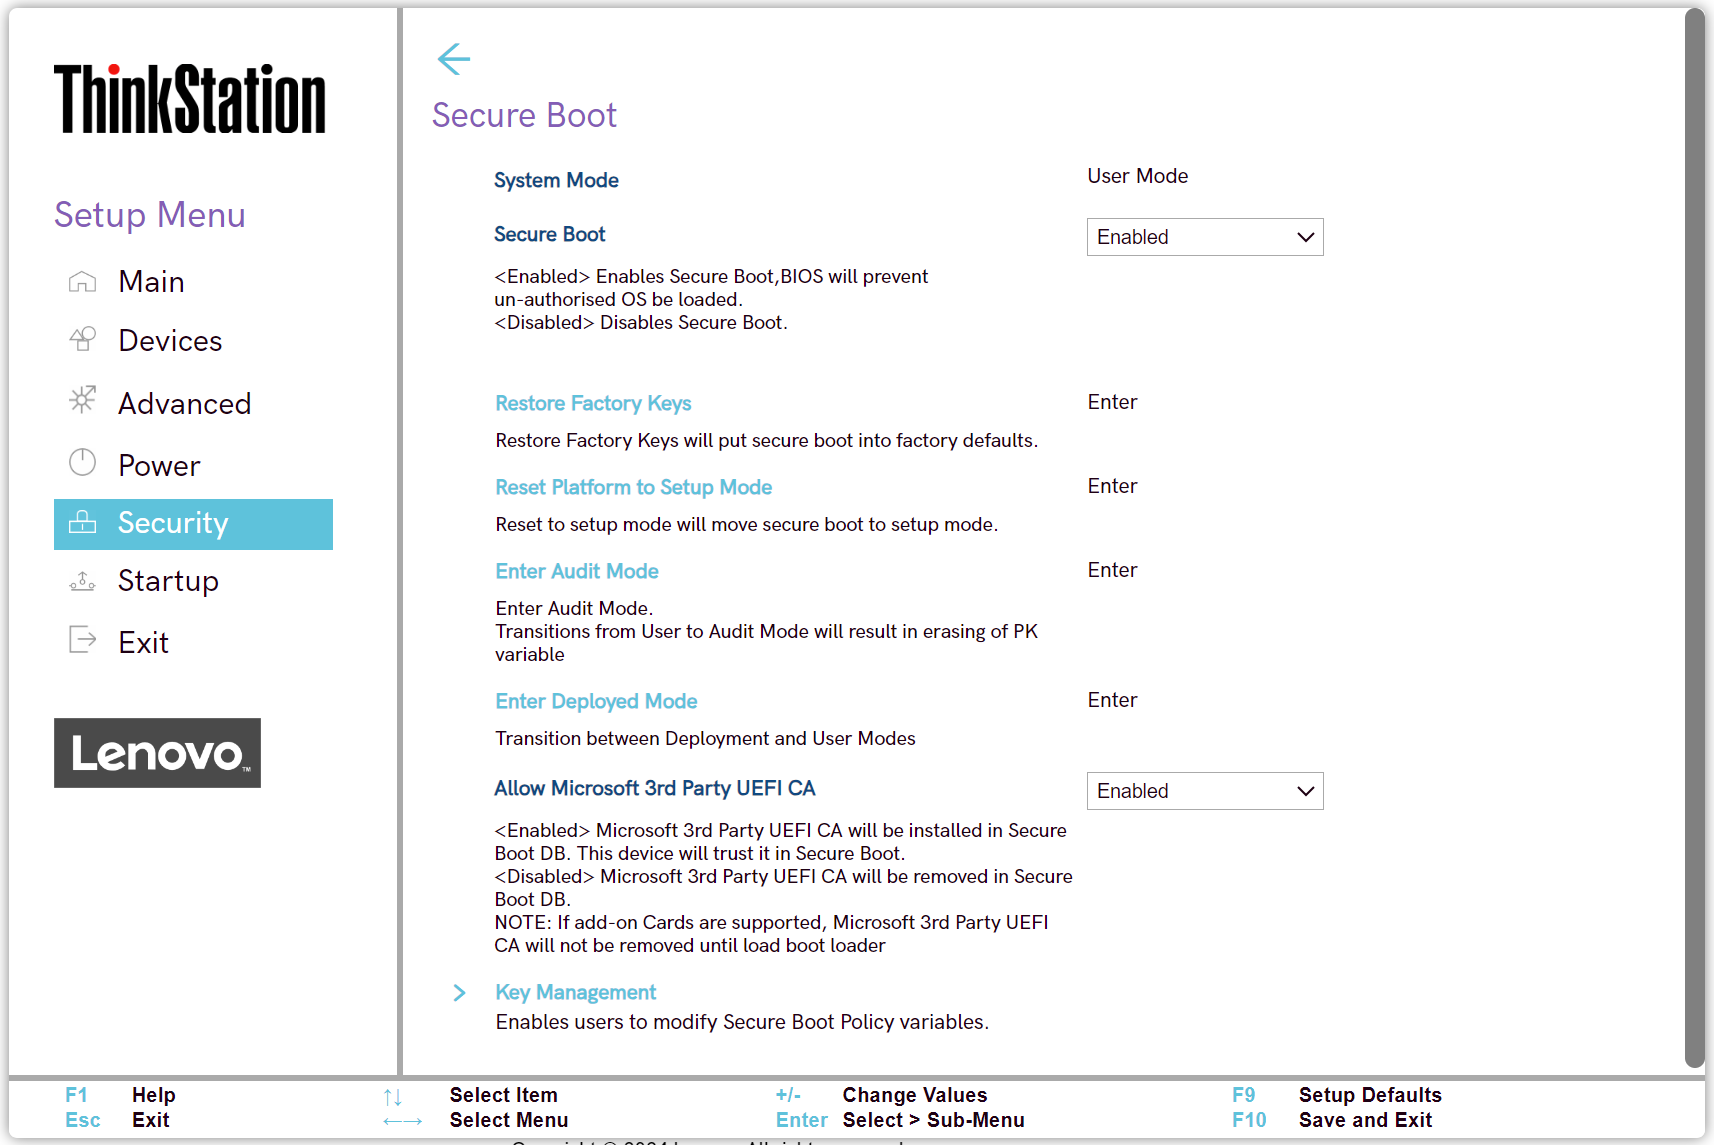 ThinkStation
Setup Menu
Main
Devices
Advanced
Power
Security
Startup
Exit
Lenovo™
Secure Boot
System Mode User Mode
Secure Boot Enabled
<Enabled> Enables Secure Boot,BIOS will prevent
un-authorised OS be loaded.
<Disabled> Disables Secure Boot.
Restore Factory Keys Enter
Restore Factory Keys will put secure boot into factory defaults.
Reset Platform to Setup Mode Enter
Reset to setup mode will move secure boot to setup mode.
Enter Audit Mode Enter
Enter Audit Mode.
Transitions from User to Audit Mode will result in erasing of PK
variable
Enter Deployed Mode Enter
Transition between Deployment and User Modes
Allow Microsoft 3rd Party UEFI CA Enabled
<Enabled> Microsoft 3rd Party UEFI CA will be installed in Secure
Boot DB. This device will trust it in Secure Boot.
<Disabled> Microsoft 3rd Party UEFI CA will be removed in Secure
Boot DB.
NOTE: If add-on Cards are supported, Microsoft 3rd Party UEFI
CA will not be removed until load boot loader
> Key Management
Enables users to modify Secure Boot Policy variables.
F1 Help ↑↓ Select Item +/- Change Values F9 Setup Defaults
Esc Exit ←→ Select Menu Enter Select > Sub-Menu F10 Save and Exit